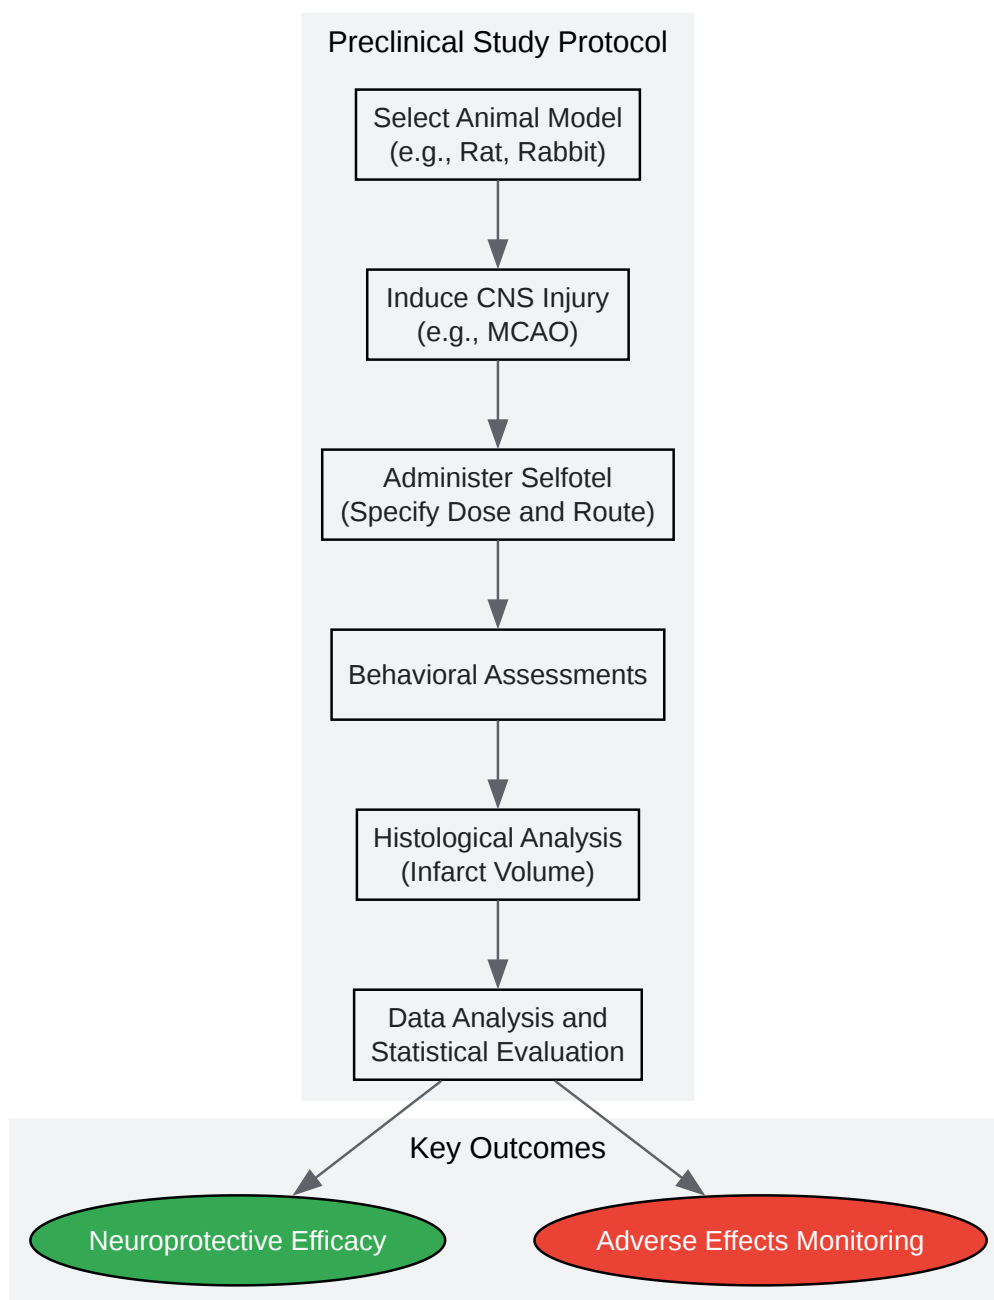 Preclinical Study Protocol
Select Animal Model
(e.g., Rat, Rabbit)
Induce CNS Injury
(e.g., MCAO)
Administer Selfotel
(Specify Dose and Route)
Behavioral Assessments
Histological Analysis
(Infarct Volume)
Data Analysis and
Statistical Evaluation
Key Outcomes
Neuroprotective Efficacy
Adverse Effects Monitoring